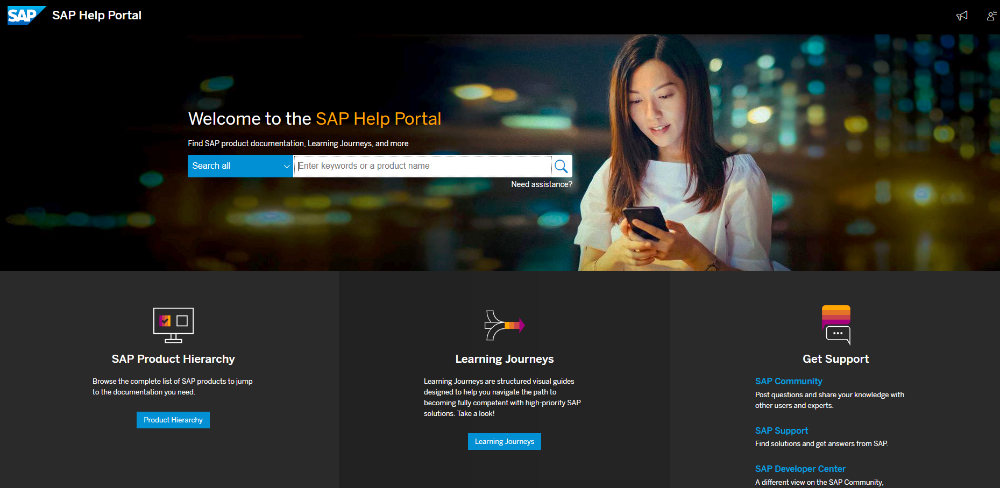 SAP SAP Help Portal
Welcome to the SAP Help Portal
Find SAP product documentation, Learning Journeys, and more
Search all
Enter keywords or a product name
Need assistance?
SAP Product Hierarchy
Browse the complete list of SAP products to jump
to the documentation you need.
Product Hierarchy
Learning Journeys
Learning Journeys are structured visual guides
designed to help you navigate the path to
becoming fully competent with high-priority SAP
solutions. Take a look!
Learning Journeys
Get Support
SAP Community
Post questions and share your knowledge with
other users and experts.
SAP Support
Find solutions and get answers from SAP.
SAP Developer Center
A different view on the SAP Community,